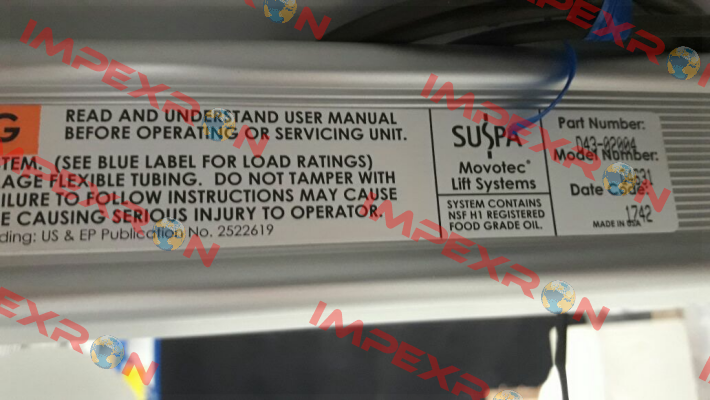 G
READ AND UNDERSTAND USER MANUAL
BEFORE OPERATING OR SERVICING UNIT.
TEM. (SEE BLUE LABEL FOR LOAD RATINGS)
AGE FLEXIBLE TUBING. DO NOT TAMPER WITH
ILURE TO FOLLOW INSTRUCTIONS MAY CAUSE
E CAUSING SERIOUS INJURY TO OPERATOR.
ding: US & EP Publication No. 2522619
SUSPA
Movotec®
Lift Systems
SYSTEM CONTAINS
NSF H1 REGISTERED
FOOD GRADE OIL.
Part Number:
D43-02004
Model Number:
Date Code:
1742
MADE IN USA
IMPEXRON
IMPEXRON
IMPEXRON
IMPEXRON
IMPEXRON
IMPEXRON